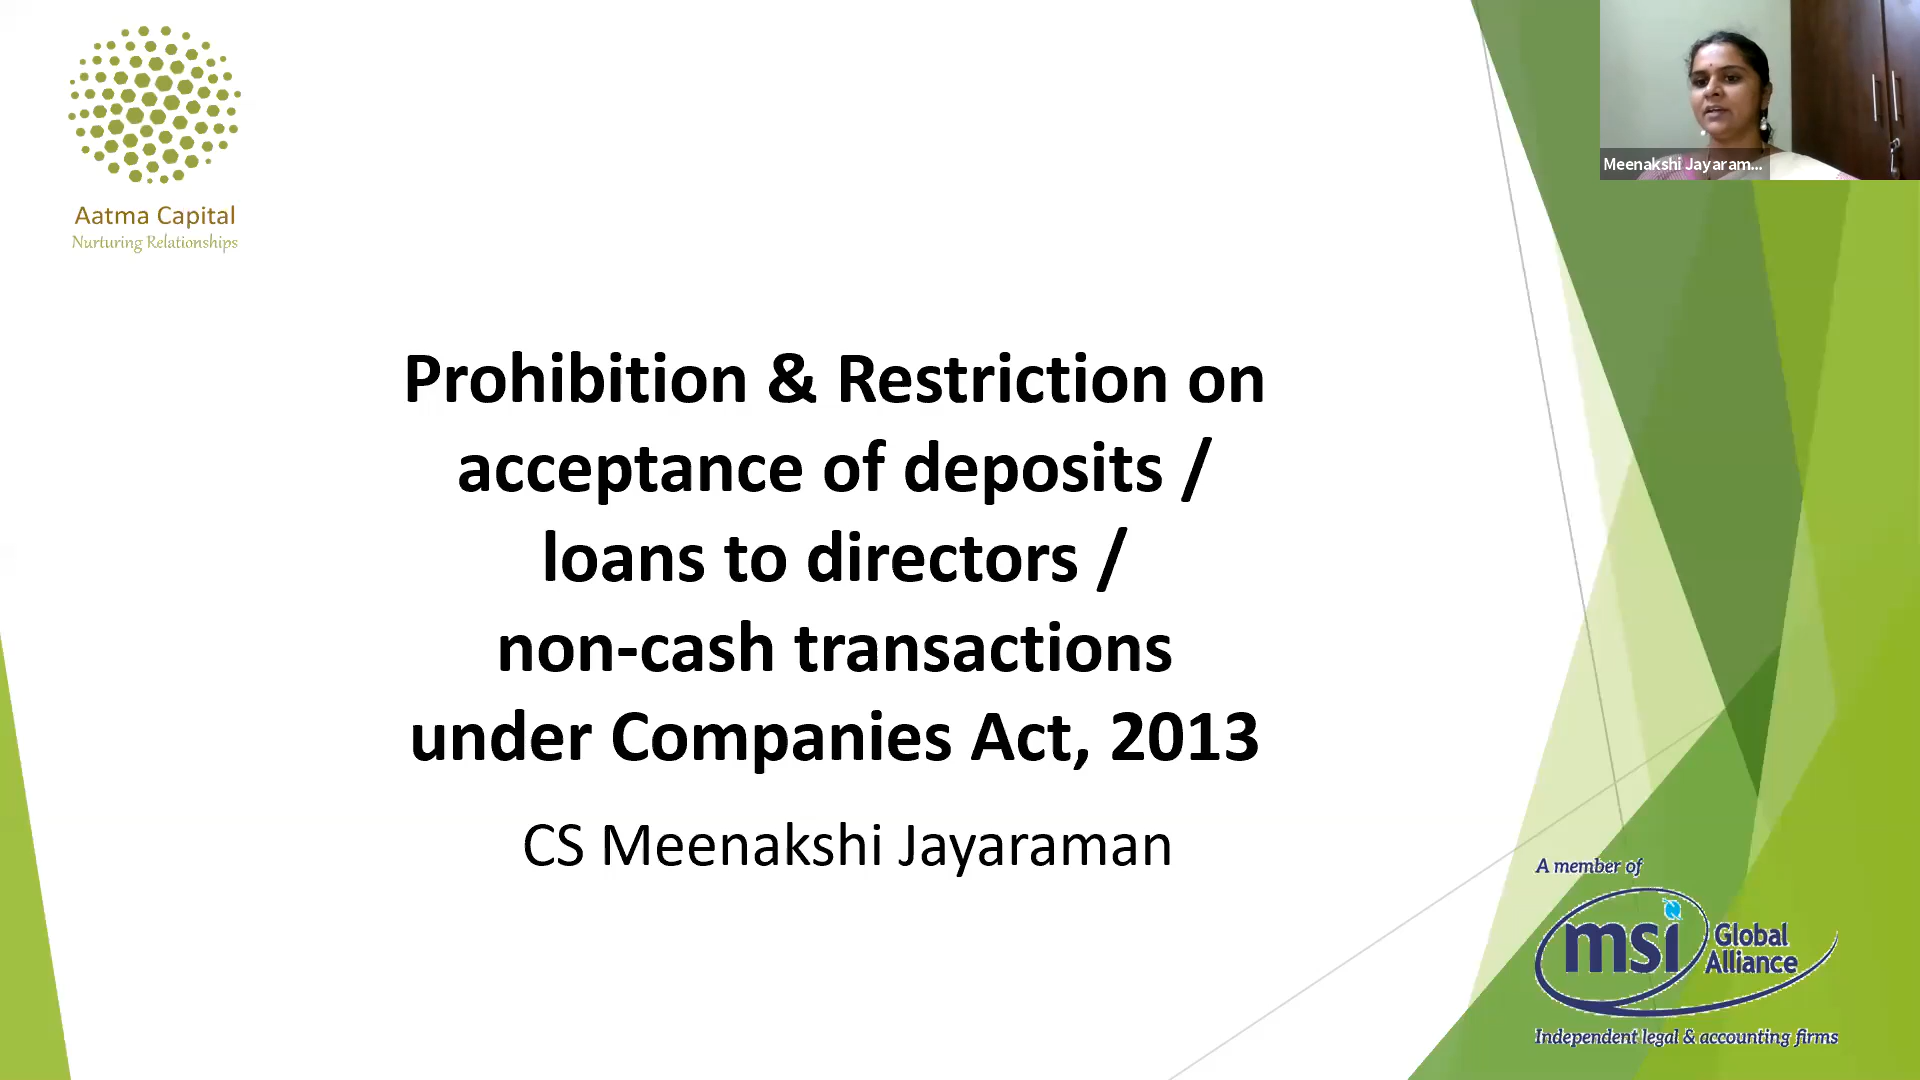 Aatma Capital
Nurturing Relationships
Meenakshi Jayaram...
Prohibition & Restriction on
acceptance of deposits /
loans to directors /
non-cash transactions
under Companies Act, 2013
CS Meenakshi Jayaraman
A member of
msi Global
Alliance
Independent legal & accounting firms